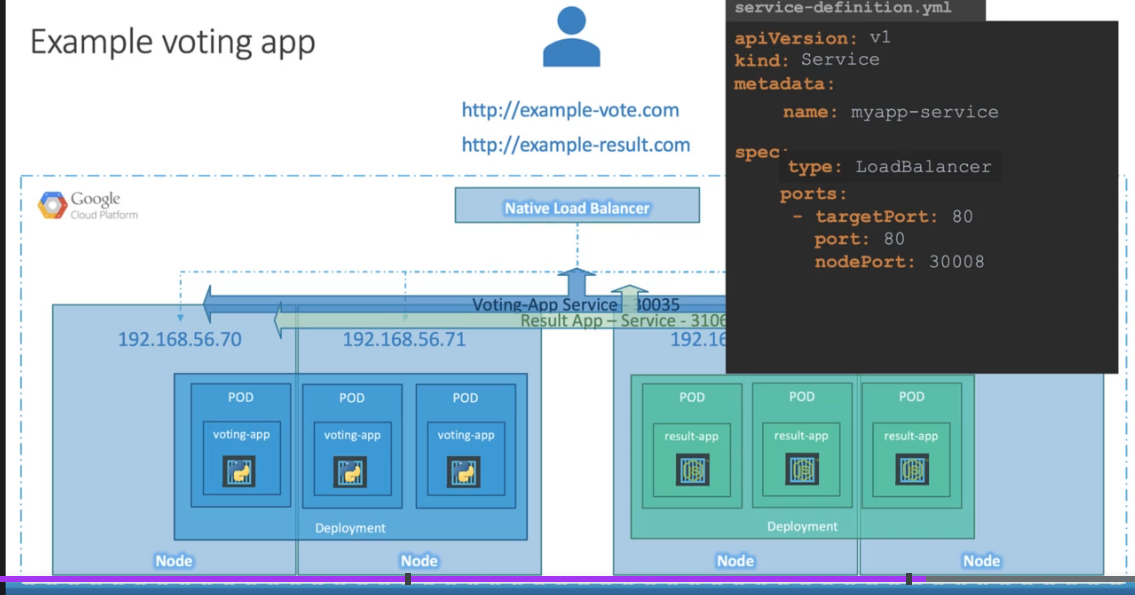 Example voting app
http://example-vote.com
http://example-result.com
Google
Cloud Platform
Native Load Balancer
Voting-App Service - 30035
Result App – Service - 3106
192.168.56.70
192.168.56.71
192.16
POD
voting-app
POD
voting-app
POD
voting-app
Deployment
POD
result-app
POD
result-app
POD
result-app
Deployment
Node
Node
Node
Node
service-definition.yml
apiVersion: v1
kind: Service
metadata:
name: myapp-service
spec:
type: LoadBalancer
ports:
- targetPort: 80
port: 80
nodePort: 30008